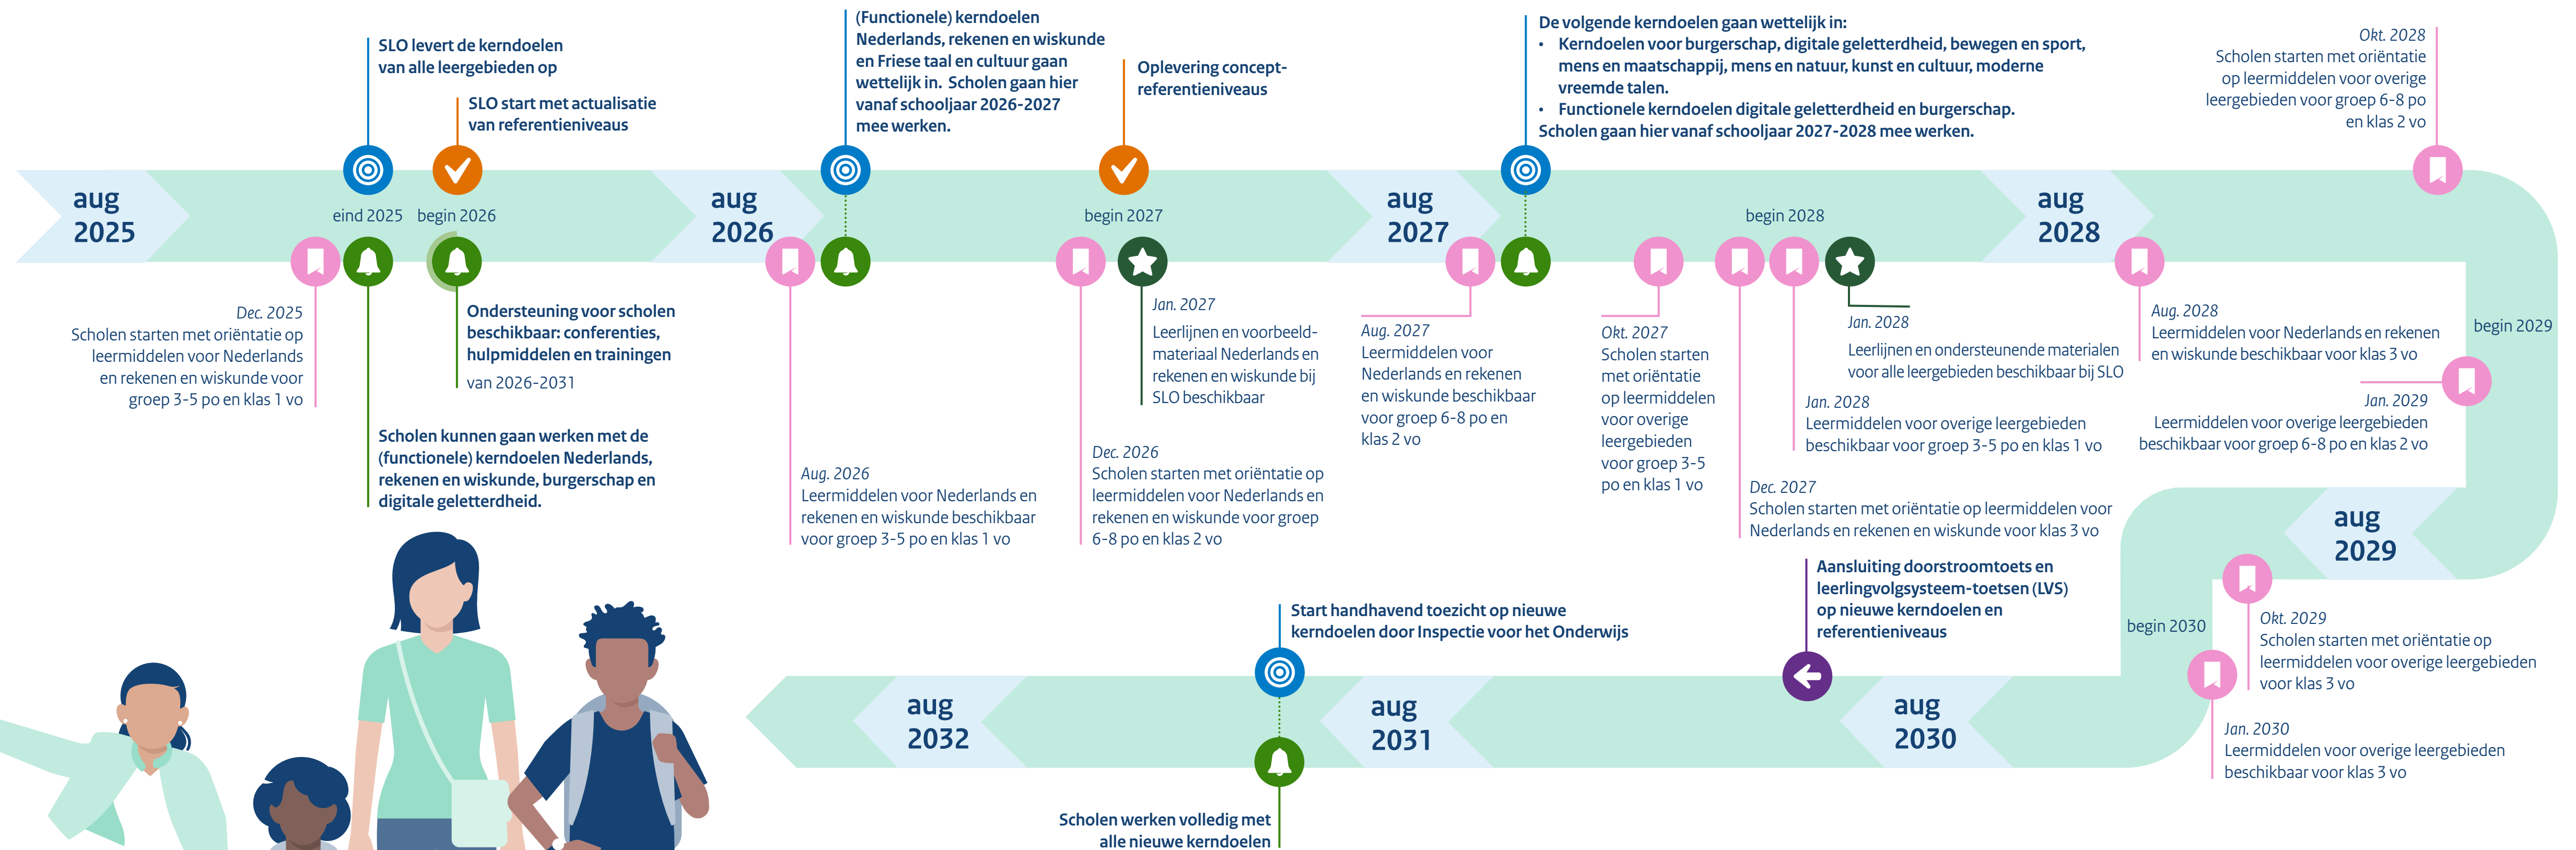 SLO levert de kerndoelen
van alle leergebieden op
SLO start met actualisatie
van referentieniveaus
(Functionele) kerndoelen
Nederlands, rekenen en wiskunde
en Friese taal en cultuur gaan
wettelijk in. Scholen gaan hier
vanaf schooljaar 2026-2027
mee werken.
Oplevering concept-
referentieniveaus
De volgende kerndoelen gaan wettelijk in:
• Kerndoelen voor burgerschap, digitale geletterdheid, bewegen en sport,
mens en maatschappij, mens en natuur, kunst en cultuur, moderne
vreemde talen.
• Functionele kerndoelen digitale geletterdheid en burgerschap.
Scholen gaan hier vanaf schooljaar 2027-2028 mee werken.
Okt. 2028
Scholen starten met oriëntatie
op leermiddelen voor overige
leergebieden voor groep 6-8 po
en klas 2 vo
aug
2025
eind 2025
begin 2026
aug
2026
begin 2027
aug
2027
begin 2028
aug
2028
begin 2029
Dec. 2025
Scholen starten met oriëntatie op
leermiddelen voor Nederlands
en rekenen en wiskunde voor
groep 3-5 po en klas 1 vo
Scholen kunnen gaan werken met de
(functionele) kerndoelen Nederlands,
rekenen en wiskunde, burgerschap en
digitale geletterdheid.
Ondersteuning voor scholen
beschikbaar: conferenties,
hulpmiddelen en trainingen
van 2026-2031
Aug. 2026
Leermiddelen voor Nederlands en
rekenen en wiskunde beschikbaar
voor groep 3-5 po en klas 1 vo
Dec. 2026
Scholen starten met oriëntatie op
leermiddelen voor Nederlands en
rekenen en wiskunde voor groep
6-8 po en klas 2 vo
Jan. 2027
Leerlijnen en voorbeeld-
materiaal Nederlands en
rekenen en wiskunde bij
SLO beschikbaar
Aug. 2027
Leermiddelen voor
Nederlands en rekenen
en wiskunde beschikbaar
voor groep 6-8 po en
klas 2 vo
Okt. 2027
Scholen starten
met oriëntatie
op leermiddelen
voor overige
leergebieden
voor groep 3-5
po en klas 1 vo
Dec. 2027
Scholen starten met oriëntatie op leermiddelen voor
Nederlands en rekenen en wiskunde voor klas 3 vo
Jan. 2028
Leermiddelen voor overige leergebieden
beschikbaar voor groep 3-5 po en klas 1 vo
Jan. 2028
Leerlijnen en ondersteunende materialen
voor alle leergebieden beschikbaar bij SLO
Aug. 2028
Leermiddelen voor Nederlands en rekenen
en wiskunde beschikbaar voor klas 3 vo
Jan. 2029
Leermiddelen voor overige leergebieden
beschikbaar voor groep 6-8 po en klas 2 vo
aug
2029
Okt. 2029
Scholen starten met oriëntatie op
leermiddelen voor overige leergebieden
voor klas 3 vo
begin 2030
Jan. 2030
Leermiddelen voor overige leergebieden
beschikbaar voor klas 3 vo
aug
2030
Aansluiting doorstroomtoets en
leerlingvolgsysteem-toetsen (LVS)
op nieuwe kerndoelen en
referentieniveaus
aug
2031
Start handhavend toezicht op nieuwe
kerndoelen door Inspectie voor het Onderwijs
Scholen werken volledig met
alle nieuwe kerndoelen
aug
2032